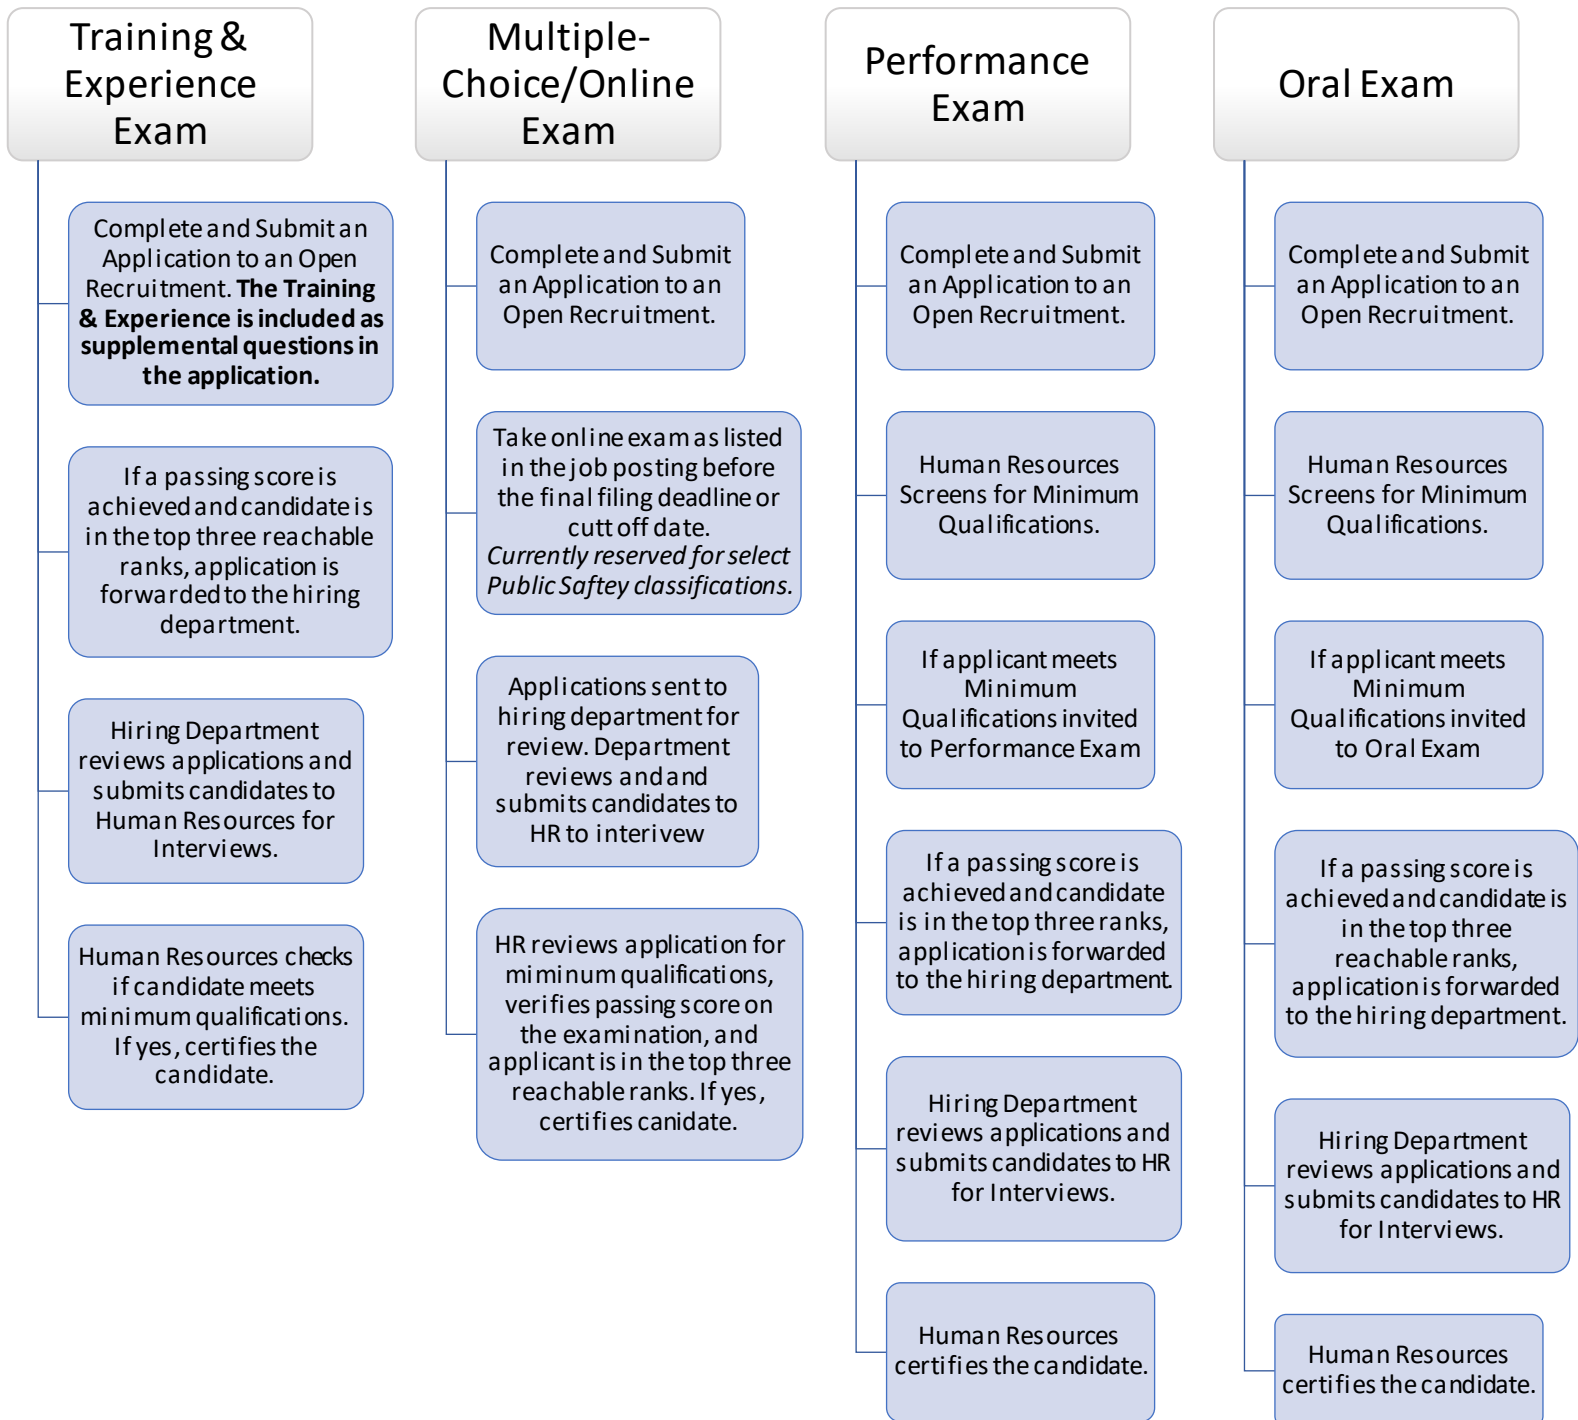 Training &
Experience
Exam
Complete and Submit an
Application to an Open
Recruitment. The Training
& Experience is included as
supplemental questions in
the application.
If a passing score is
achieved and candidate is
in the top three reachable
ranks, application is
forwarded to the hiring
department.
Hiring Department
reviews applications and
submits candidates to
Human Resources for
Interviews.
Human Resources checks
if candidate meets
minimum qualifications.
If yes, certifies the
candidate.
Multiple-
Choice/Online
Exam
Complete and Submit
an Application to an
Open Recruitment.
Take online exam as listed
in the job posting before
the final filing deadline or
cutt off date.
Currently reserved for select
Public Saftey classifications.
Applications sent to
hiring department for
review. Department
reviews and and
submits candidates to
HR to interivew
HR reviews application for
miminum qualifications,
verifies passing score on
the examination, and
applicant is in the top three
reachable ranks. If yes,
certifies canidate.
Performance
Exam
Complete and Submit
an Application to an
Open Recruitment.
Human Resources
Screens for Minimum
Qualifications.
If applicant meets
Minimum
Qualifications invited
to Performance Exam
If a passing score is
achieved and candidate
is in the top three ranks,
application is forwarded
to the hiring department.
Hiring Department
reviews applications and
submits candidates to HR
for Interviews.
Human Resources
certifies the candidate.
Oral Exam
Complete and Submit
an Application to an
Open Recruitment.
Human Resources
Screens for Minimum
Qualifications.
If applicant meets
Minimum
Qualifications invited
to Oral Exam
If a passing score is
achieved and candidate is
in the top three
reachable ranks,
application is forwarded
to the hiring department.
Hiring Department
reviews applications and
submits candidates to HR
for Interviews.
Human Resources
certifies the candidate.